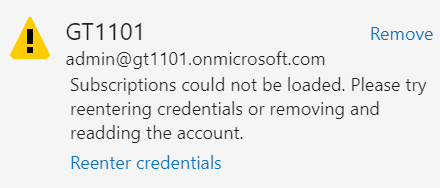 GT1101
Remove
admin@gt1101.onmicrosoft.com
Subscriptions could not be loaded. Please try
reentering credentials or removing and
readding the account.
Reenter credentials